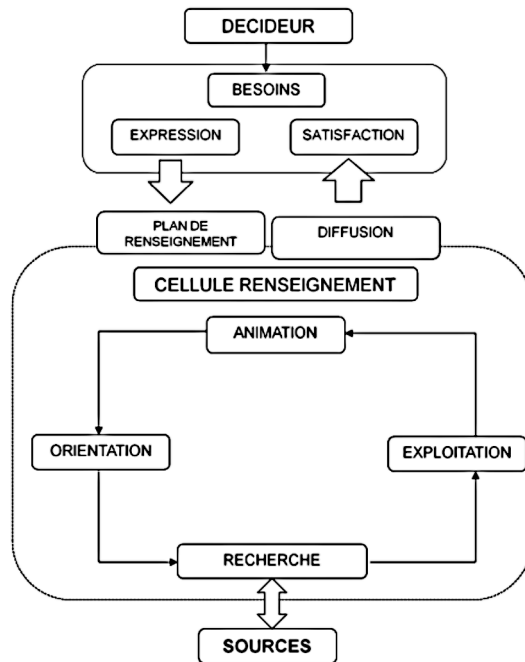 DECIDEUR
BESOINS
EXPRESSION
SATISFACTION
PLAN DE
RENSEIGNEMENT
DIFFUSION
CELLULE RENSEIGNEMENT
ANIMATION
ORIENTATION
EXPLOITATION
RECHERCHE
SOURCES